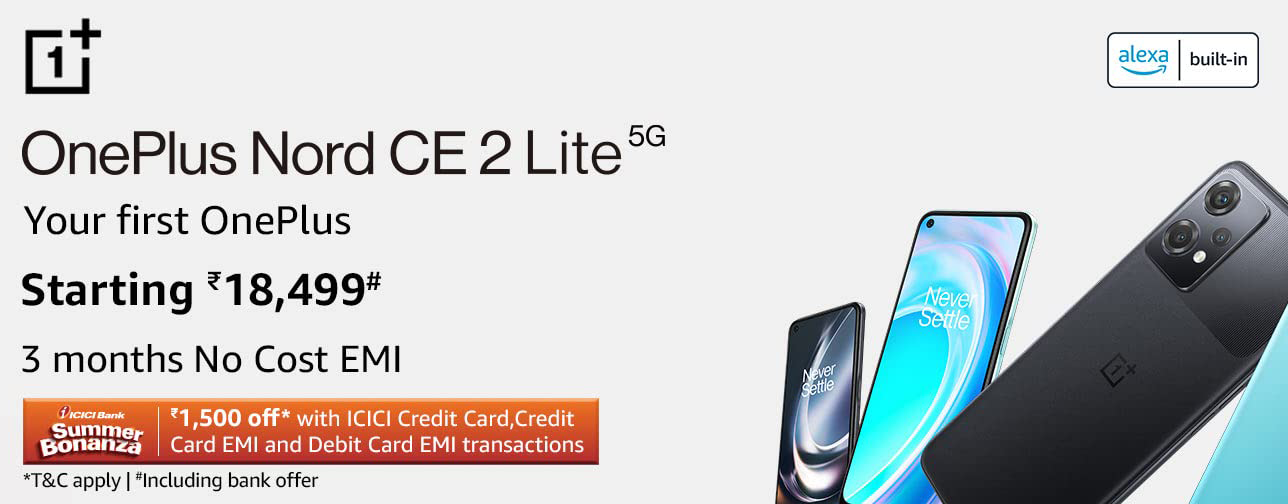 1+
alexa | built-in
OnePlus Nord CE 2 Lite 5G
Your first OnePlus
Starting ₹18,499#
3 months No Cost EMI
ICICI Bank
Summer
Bonanza
₹1,500 off* with ICICI Credit Card,Credit
Card EMI and Debit Card EMI transactions
*T&C apply | #Including bank offer
Never
Settle
Never
Settle
1+